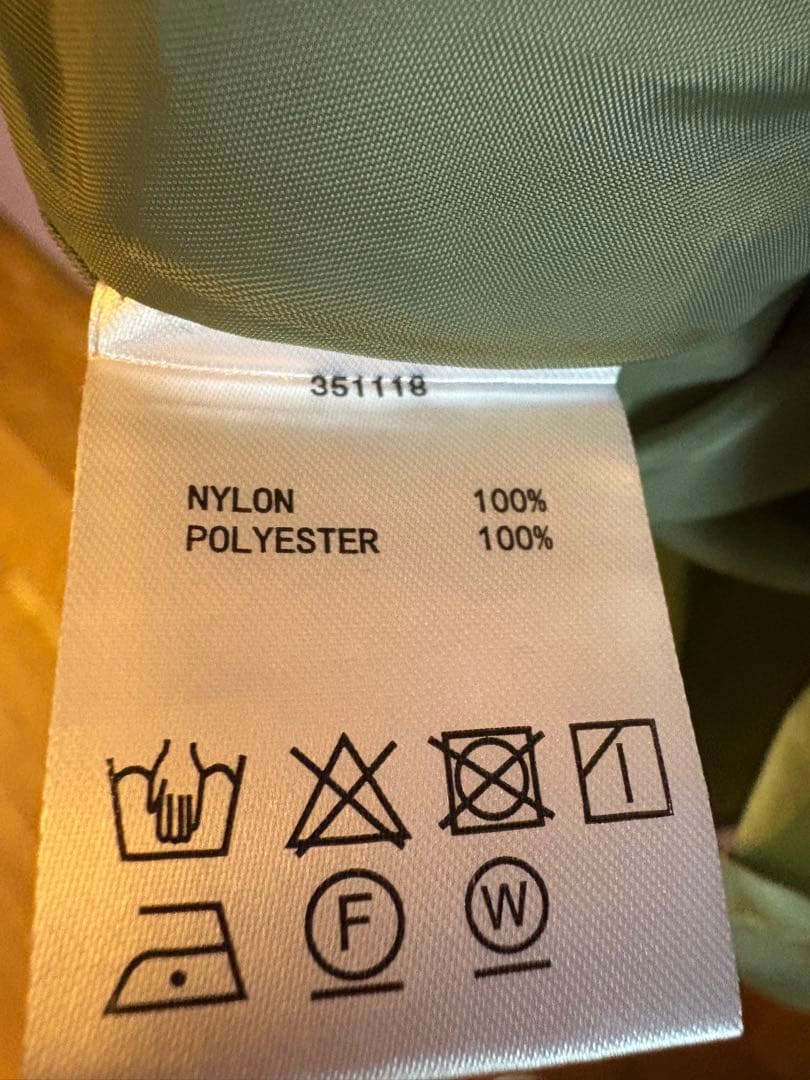 351118
NYLON 100%
POLYESTER 100%
F W